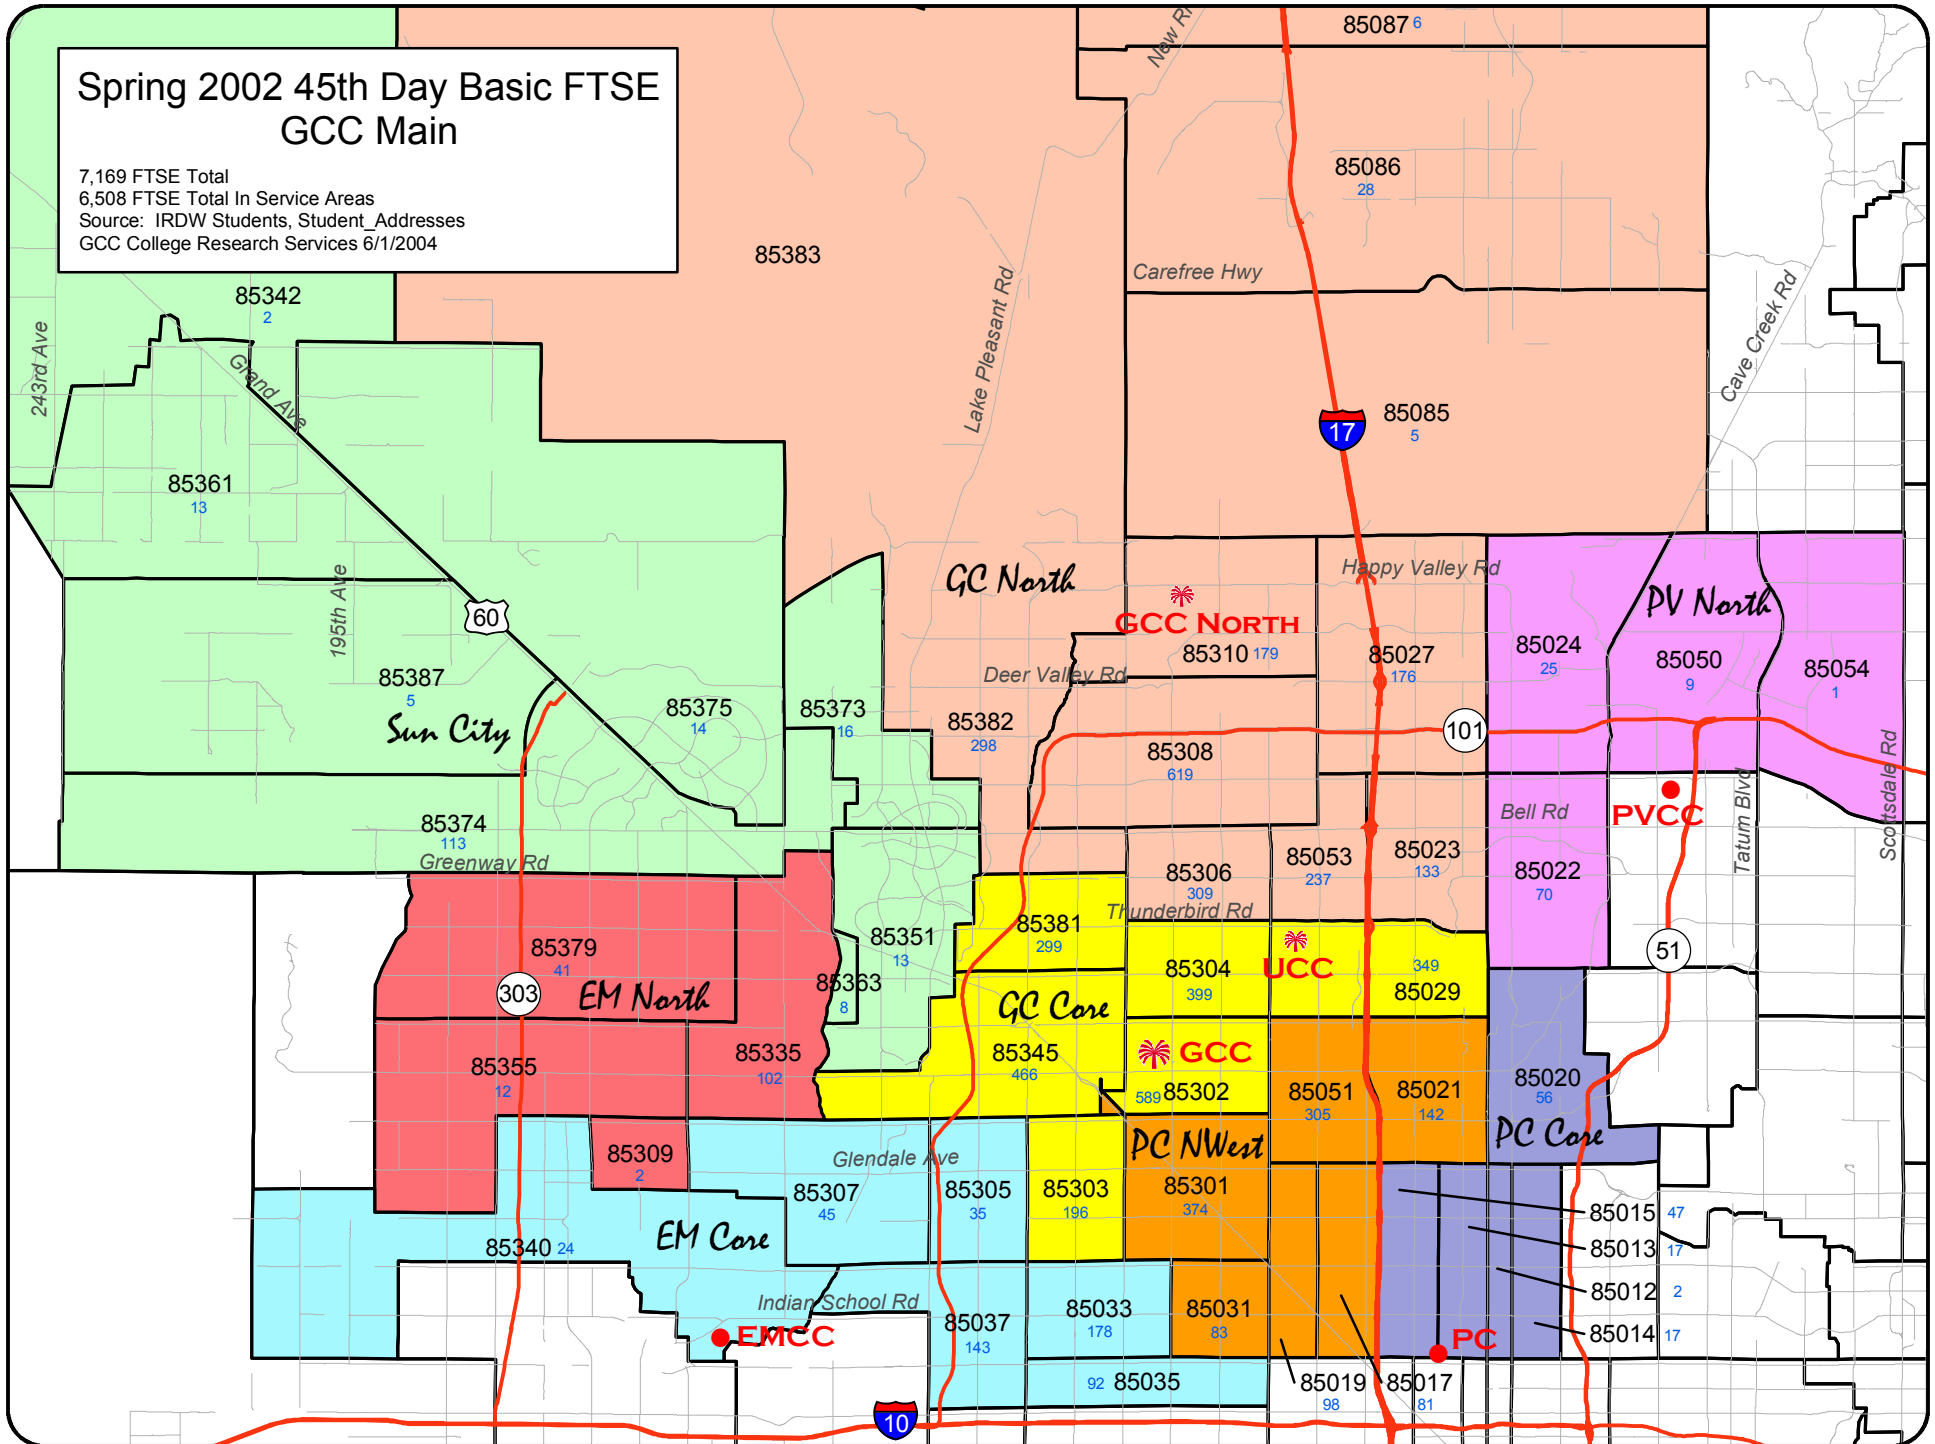 Spring 2002 45th Day Basic FTSE
GCC Main
7,169 FTSE Total
6,508 FTSE Total In Service Areas
Source: IRDW Students, Student_Addresses
GCC College Research Services 6/1/2004
85087 6
85086
28
85383
Carefree Hwy
85342
2
243rd Ave
Grand Ave
Lake Pleasant Rd
Cave Creek Rd
17
85085
5
85361
13
195th Ave
60
GC North
Happy Valley Rd
PV North
GCC North
85310 179
Deer Valley Rd
85027
176
85024
25
85050
9
85054
1
85387
5
Sun City
85375
14
85373
16
85382
298
101
85308
619
Scottsdale Rd
Tatum Blvd
Bell Rd
PVCC
85374
113
Greenway Rd
85306
309
85053
237
85023
133
85022
70
Thunderbird Rd
85381
299
85379
41
85351
13
85363
8
303
EM North
UCC
85304
399
349
85029
51
GC Core
85345
466
GCC
589 85302
85335
102
85355
12
85051
305
85021
142
85020
56
PC Core
PC NWest
85309
2
Glendale Ave
85307
45
85305
35
85303
196
85301
374
85015 47
85013 17
85012 2
85014 17
85340 24
EM Core
Indian School Rd
EMCC
85037
143
85033
178
85031
83
PC
92 85035
85019
98
85017
81
10